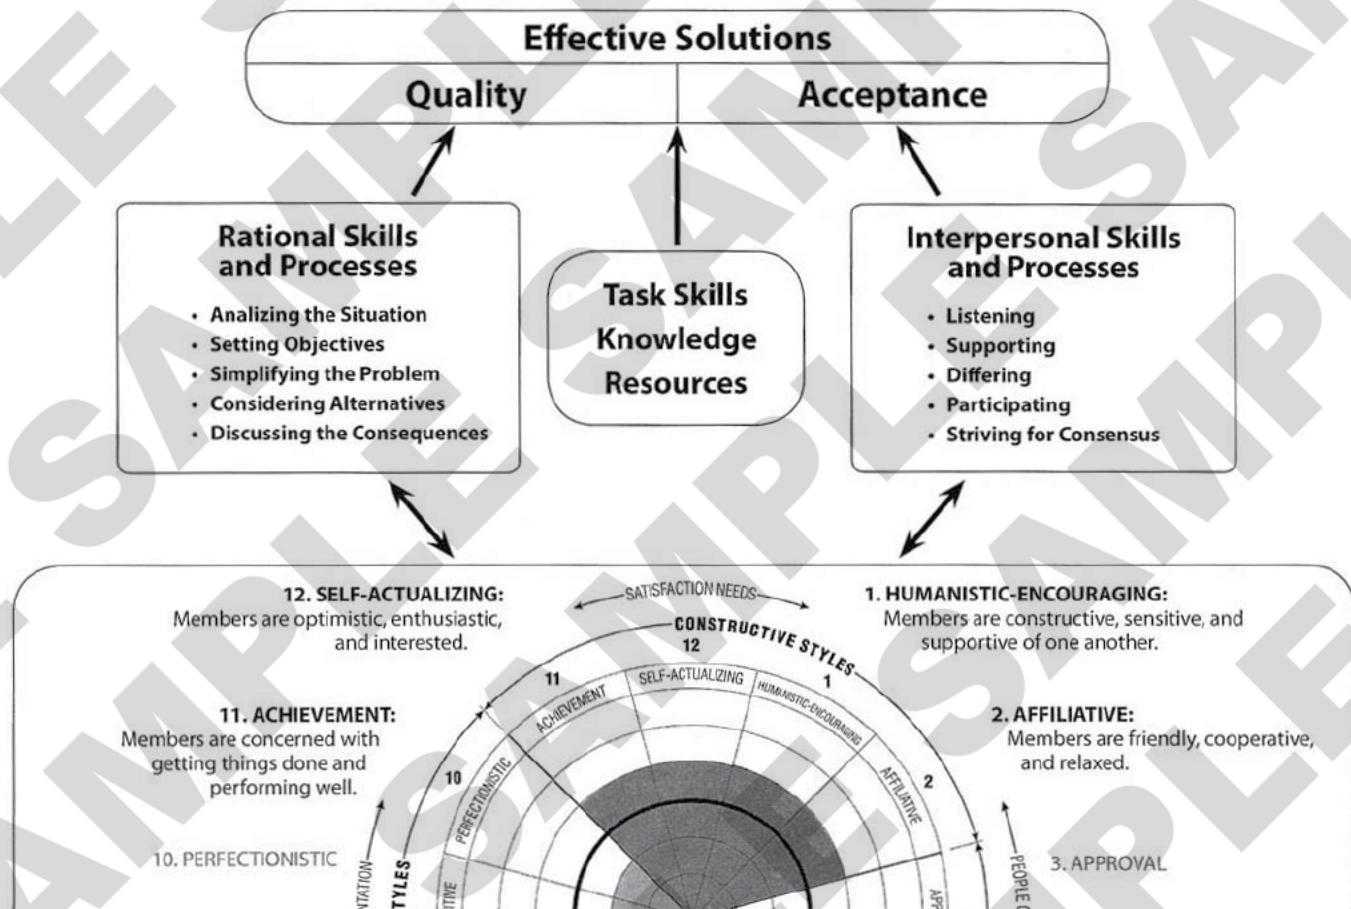 Effective Solutions
Quality
Acceptance
Rational Skills
and Processes
• Analizing the Situation
• Setting Objectives
• Simplifying the Problem
• Considering Alternatives
• Discussing the Consequences
Task Skills
Knowledge
Resources
Interpersonal Skills
and Processes
• Listening
• Supporting
• Differing
• Participating
• Striving for Consensus
12. SELF-ACTUALIZING:
Members are optimistic, enthusiastic,
and interested.
SATISFACTION NEEDS
1. HUMANISTIC-ENCOURAGING:
Members are constructive, sensitive, and
supportive of one another.
CONSTRUCTIVE STYLES
12
11
1
SELF-ACTUALIZING
ACHIEVEMENT
HUMANISTIC-ENCOURAGING
11. ACHIEVEMENT:
Members are concerned with
getting things done and
performing well.
2. AFFILIATIVE:
Members are friendly, cooperative,
and relaxed.
10
PERFECTIONISTIC
AFFILIATIVE
2
10. PERFECTIONISTIC
3. APPROVAL
STYLES
PEOPLE
SAMPLE SAMPLE SAMPLE